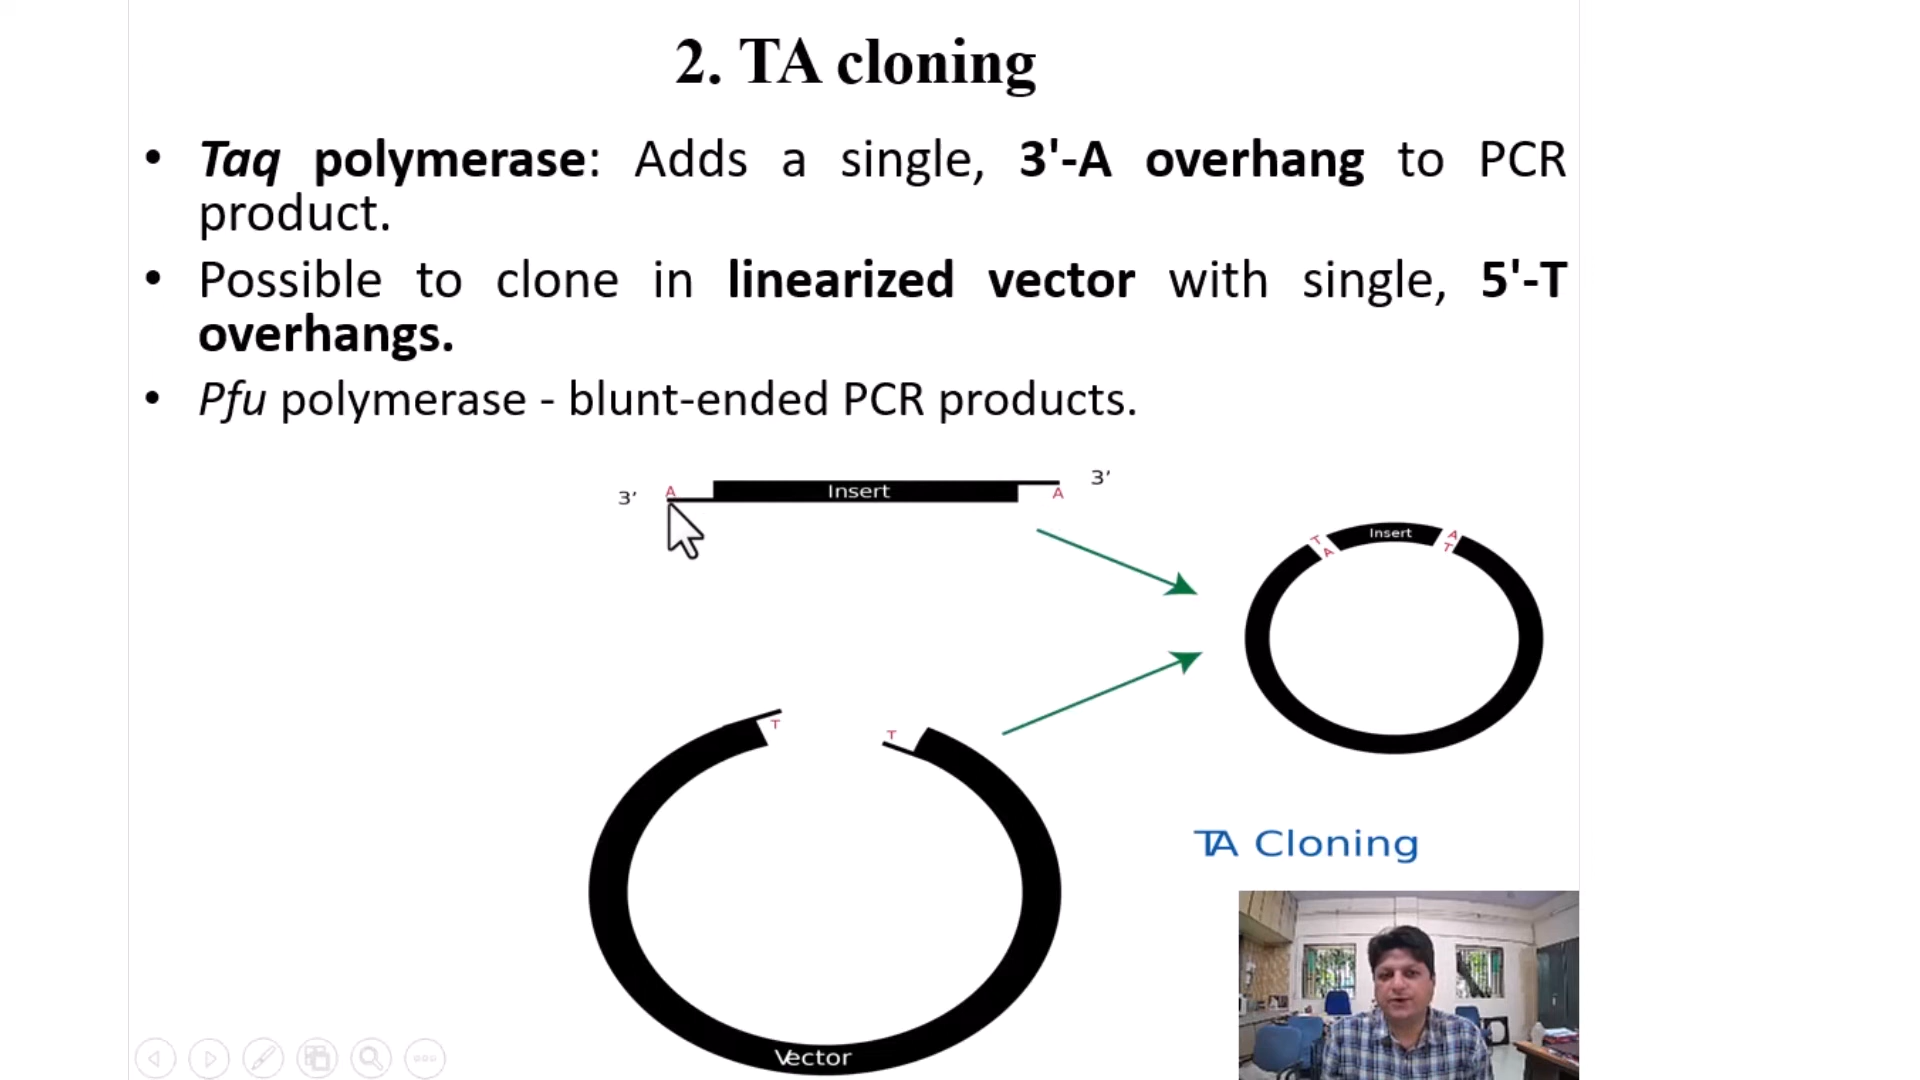 2. TA cloning
• Taq polymerase: Adds a single, 3'-A overhang to PCR
product.
• Possible to clone in linearized vector with single, 5'-T
overhangs.
• Pfu polymerase - blunt-ended PCR products.
3’ A Insert A 3’
T Insert A
A T
T T
TA Cloning
Vector